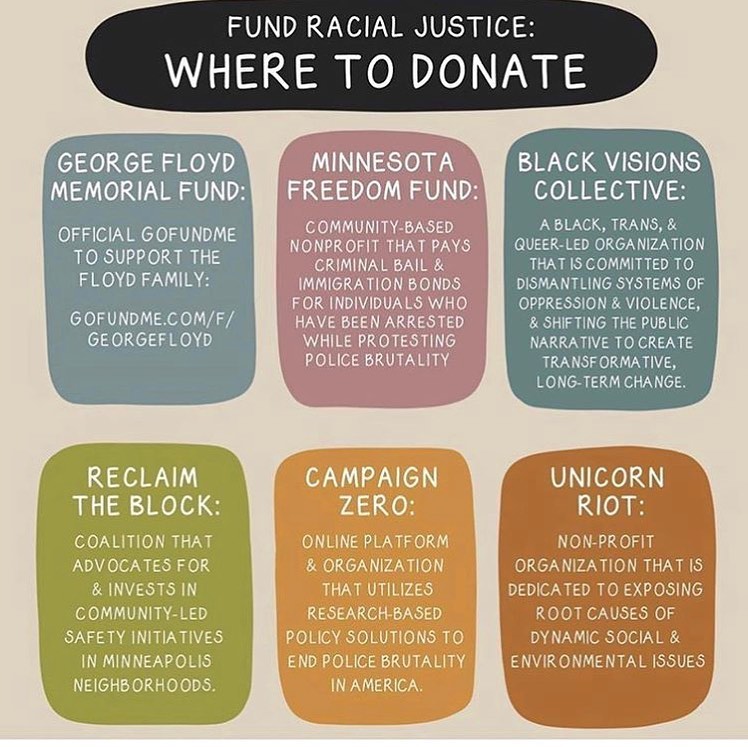 FUND RACIAL JUSTICE:
WHERE TO DONATE
GEORGE FLOYD
MEMORIAL FUND:
OFFICIAL GOFUNDME
TO SUPPORT THE
FLOYD FAMILY:
GOFUNDME.COM/F/
GEORGEFLOYD
MINNESOTA
FREEDOM FUND:
COMMUNITY-BASED
NONPROFIT THAT PAYS
CRIMINAL BAIL &
IMMIGRATION BONDS
FOR INDIVIDUALS WHO
HAVE BEEN ARRESTED
WHILE PROTESTING
POLICE BRUTALITY
BLACK VISIONS
COLLECTIVE:
A BLACK, TRANS, &
QUEER-LED ORGANIZATION
THAT IS COMMITTED TO
DISMANTLING SYSTEMS OF
OPPRESSION & VIOLENCE,
& SHIFTING THE PUBLIC
NARRATIVE TO CREATE
TRANSFORMATIVE,
LONG-TERM CHANGE.
RECLAIM
THE BLOCK:
COALITION THAT
ADVOCATES FOR
& INVESTS IN
COMMUNITY-LED
SAFETY INITIATIVES
IN MINNEAPOLIS
NEIGHBORHOODS.
CAMPAIGN
ZERO:
ONLINE PLATFORM
& ORGANIZATION
THAT UTILIZES
RESEARCH-BASED
POLICY SOLUTIONS TO
END POLICE BRUTALITY
IN AMERICA.
UNICORN
RIOT:
NON-PROFIT
ORGANIZATION THAT IS
DEDICATED TO EXPOSING
ROOT CAUSES OF
DYNAMIC SOCIAL &
ENVIRONMENTAL ISSUES